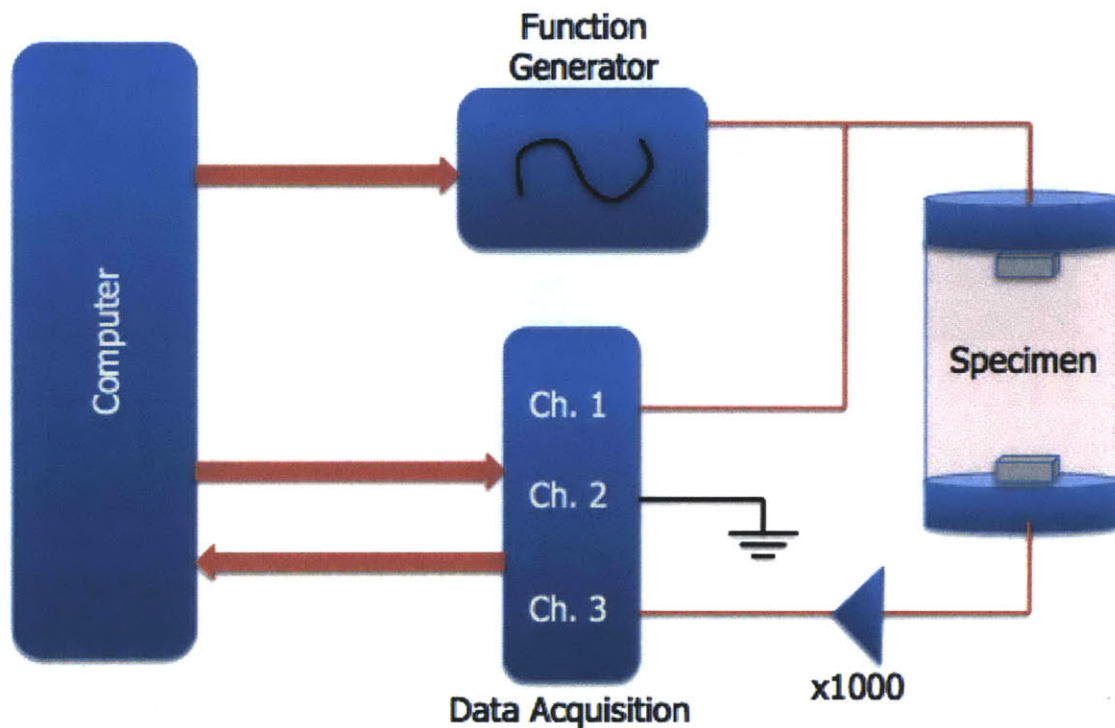 Function
Generator
Computer
Specimen
Ch. 1
Ch. 2
Ch. 3
x1000
Data Acquisition